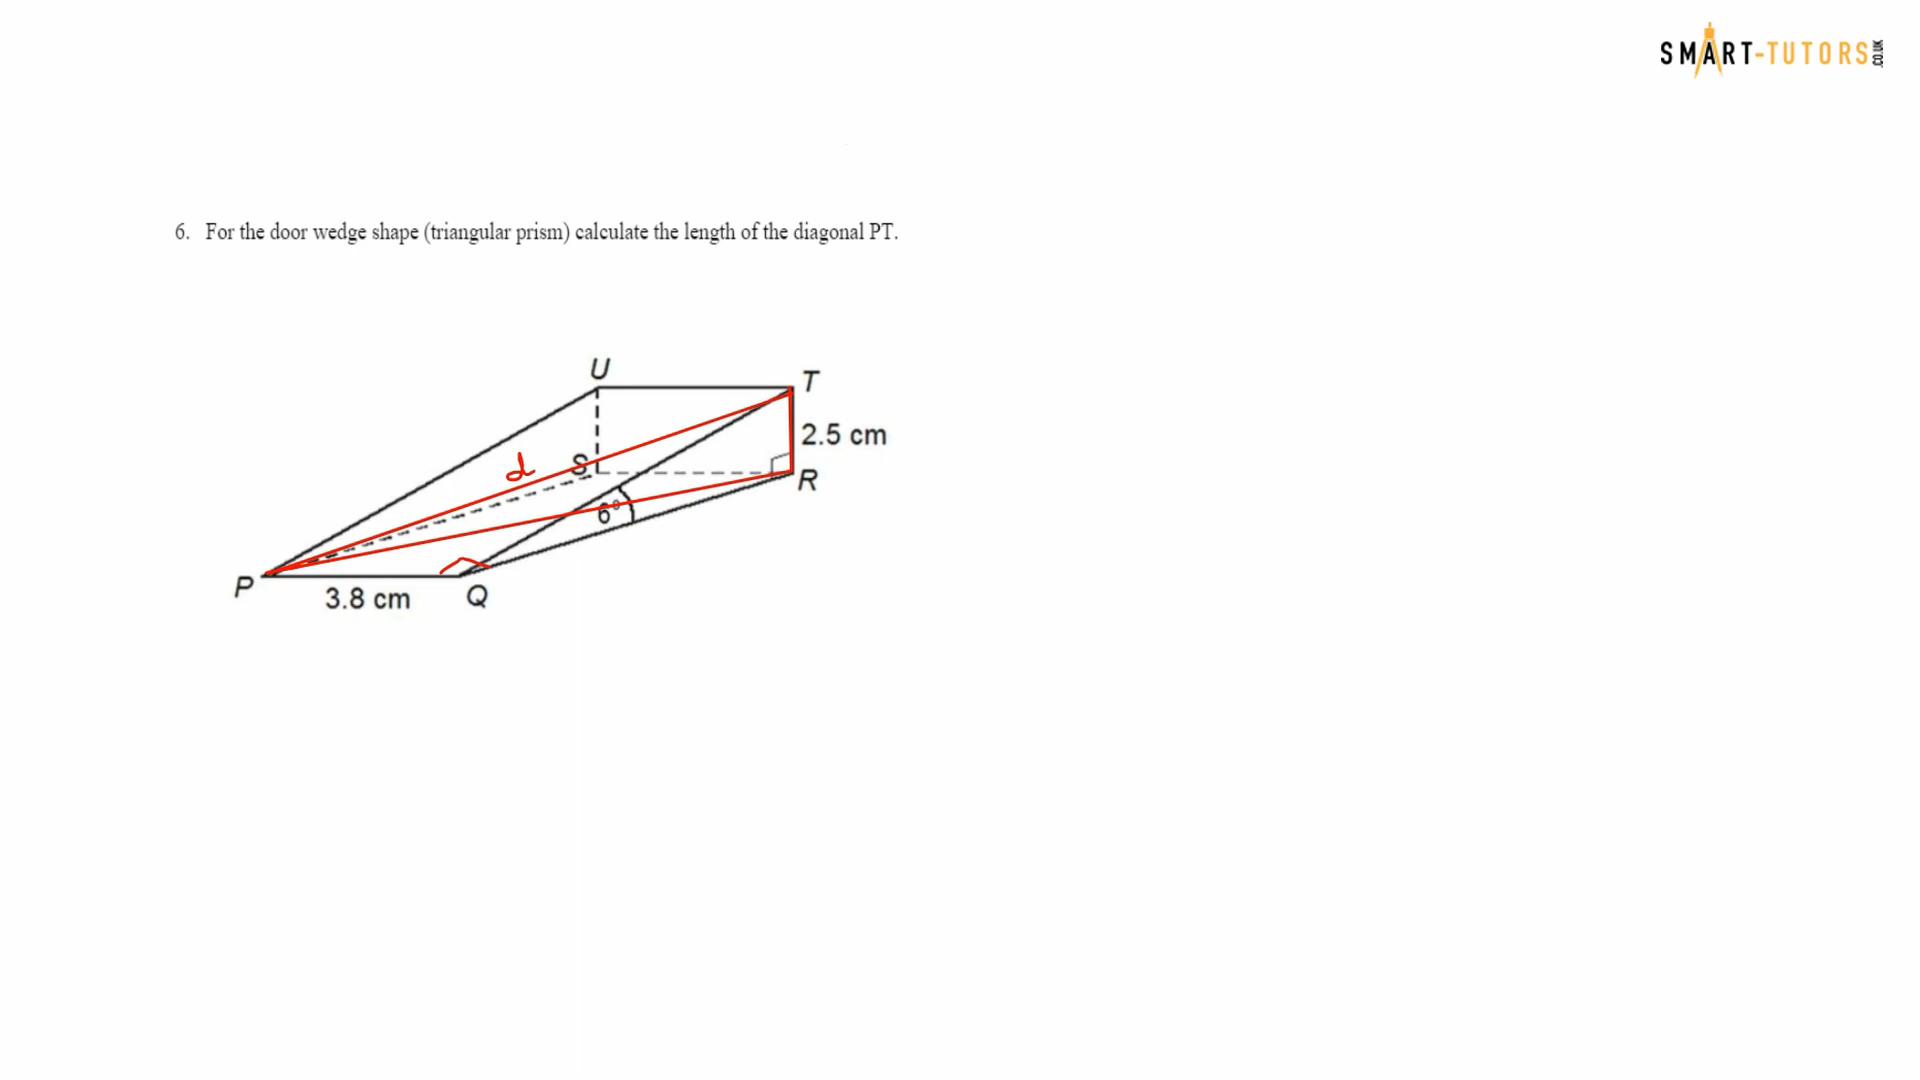 SMART-TUTORS.CO.UK
6. For the door wedge shape (triangular prism) calculate the length of the diagonal PT.
U
T
2.5 cm
d
S
R
6°
P
3.8 cm
Q